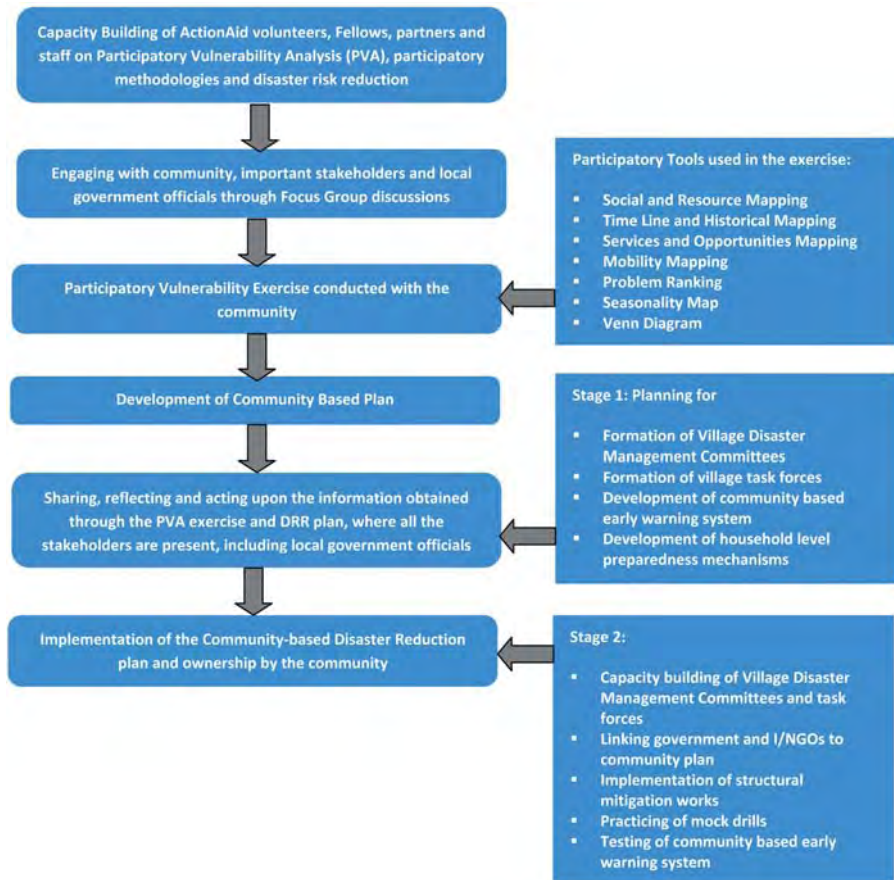 Capacity Building of ActionAid volunteers, Fellows, partners
and staff on Participatory Vulnerability Analysis (PVA), participatory
methodologies and disaster risk reduction
Engaging with community, important stakeholders and local
government officials through Focus Group discussions
Participatory Vulnerability Exercise conducted with the
community
Participatory Tools used in the exercise:
▪ Social and Resource Mapping
▪ Time Line and Historical Mapping
▪ Services and Opportunities Mapping
▪ Mobility Mapping
▪ Problem Ranking
▪ Seasonality Map
▪ Venn Diagram
Development of Community Based Plan
Sharing, reflecting and acting upon the information obtained
through the PVA exercise and DRR plan, where all the
stakeholders are present, including local government officials
Stage 1: Planning for
▪ Formation of Village Disaster
Management Committees
▪ Formation of village task forces
▪ Development of community based
early warning system
▪ Development of household level
preparedness mechanisms
Implementation of the Community-based Disaster Reduction
plan and ownership by the community
Stage 2:
▪ Capacity building of Village Disaster
Management Committees and task
forces
▪ Linking government and I/NGOs to
community plan
▪ Implementation of structural
mitigation works
▪ Practicing of mock drills
▪ Testing of community based early
warning system